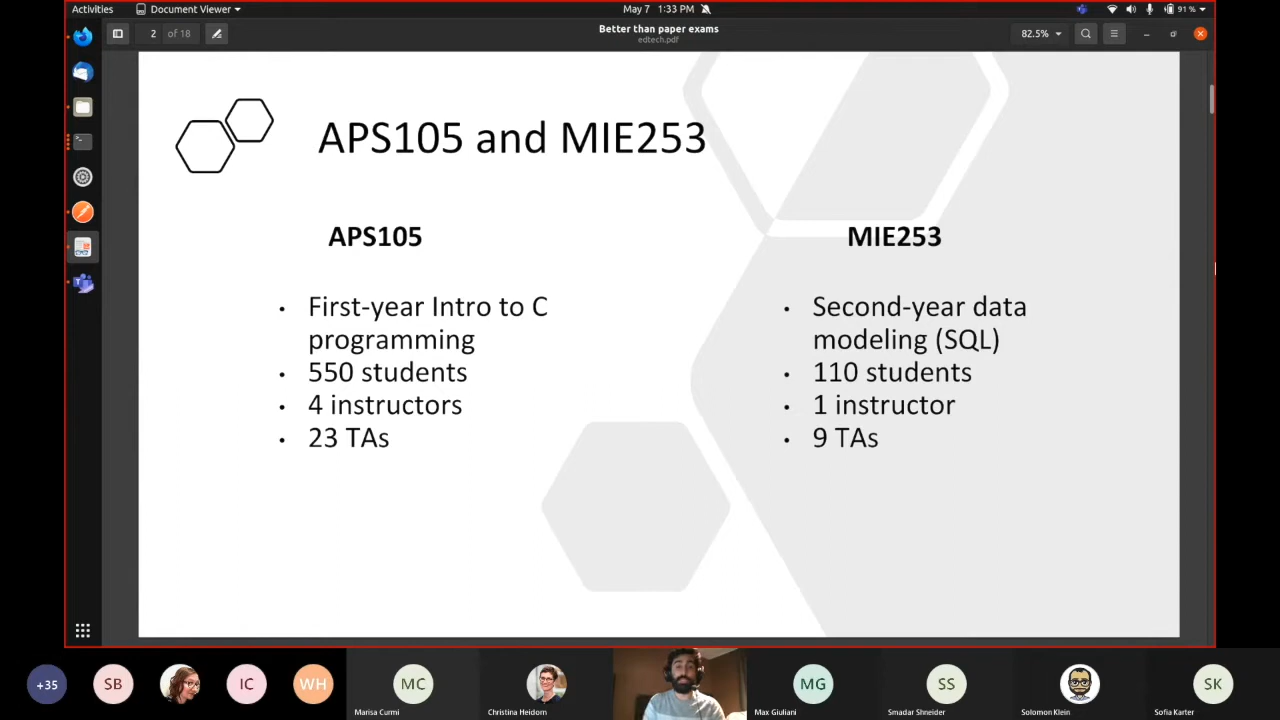 Activities
Document Viewer
May 7 1:33 PM
91 %
2 of 18
Better than paper exams
edtech.pdf
82.5%
APS105 and MIE253
APS105
• First-year Intro to C
programming
• 550 students
• 4 instructors
• 23 TAs
MIE253
• Second-year data
modeling (SQL)
• 110 students
• 1 instructor
• 9 TAs
+35
SB
IC
WH
MC
Marisa Curmi
Christina Heidorn
MG
Max Giuliani
SS
Smadar Shneider
Solomon Klein
SK
Sofia Karter